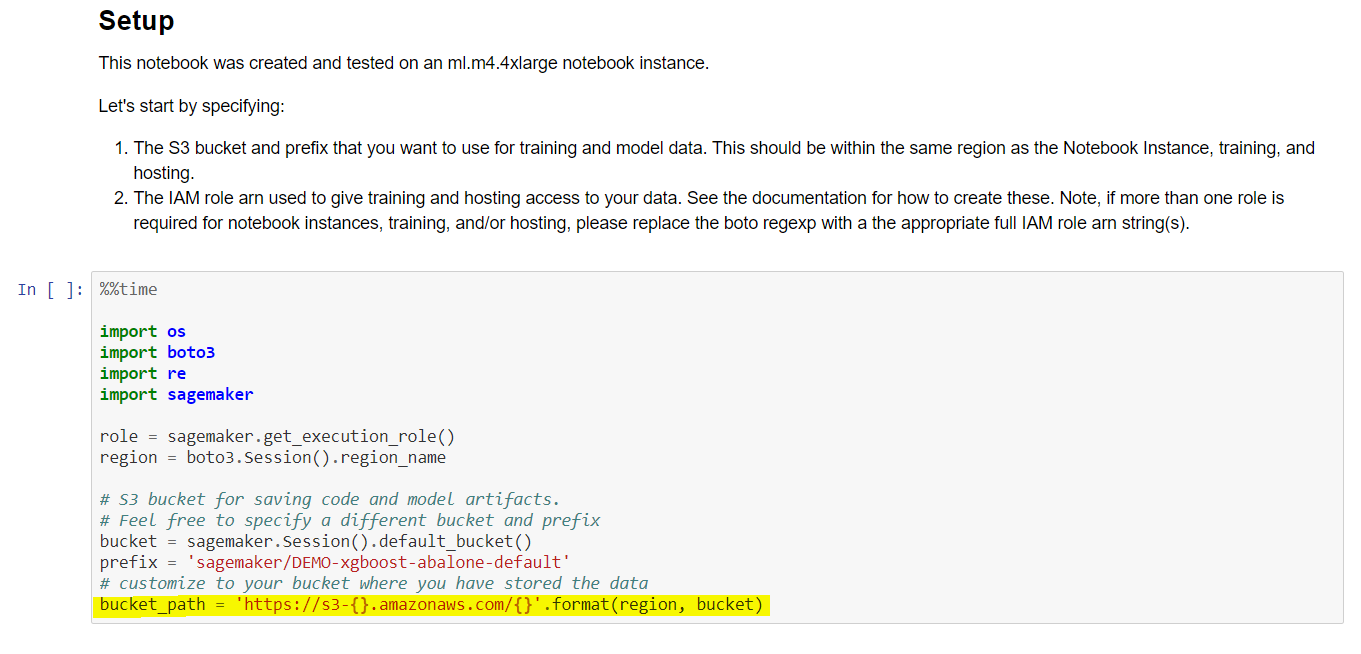 Setup
This notebook was created and tested on an ml.m4.4xlarge notebook instance.
Let's start by specifying:
1. The S3 bucket and prefix that you want to use for training and model data. This should be within the same region as the Notebook Instance, training, and
hosting.
2. The IAM role arn used to give training and hosting access to your data. See the documentation for how to create these. Note, if more than one role is
required for notebook instances, training, and/or hosting, please replace the boto regexp with a the appropriate full IAM role arn string(s).
In [ ]: %%time
import os
import boto3
import re
import sagemaker
role = sagemaker.get_execution_role()
region = boto3.Session().region_name
# S3 bucket for saving code and model artifacts.
# Feel free to specify a different bucket and prefix
bucket = sagemaker.Session().default_bucket()
prefix = 'sagemaker/DEMO-xgboost-abalone-default'
# customize to your bucket where you have stored the data
bucket_path = 'https://s3-{}.amazonaws.com/{}'.format(region, bucket)